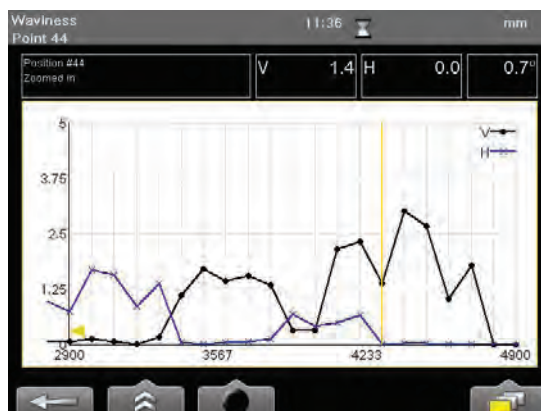 Waviness 11:36 mm
Point 44
Position #44
Zoomed in
V 1.4 H 0.0 0.7°
5
3.75
2.5
1.25
0
V
H
2900 3567 4233 4900